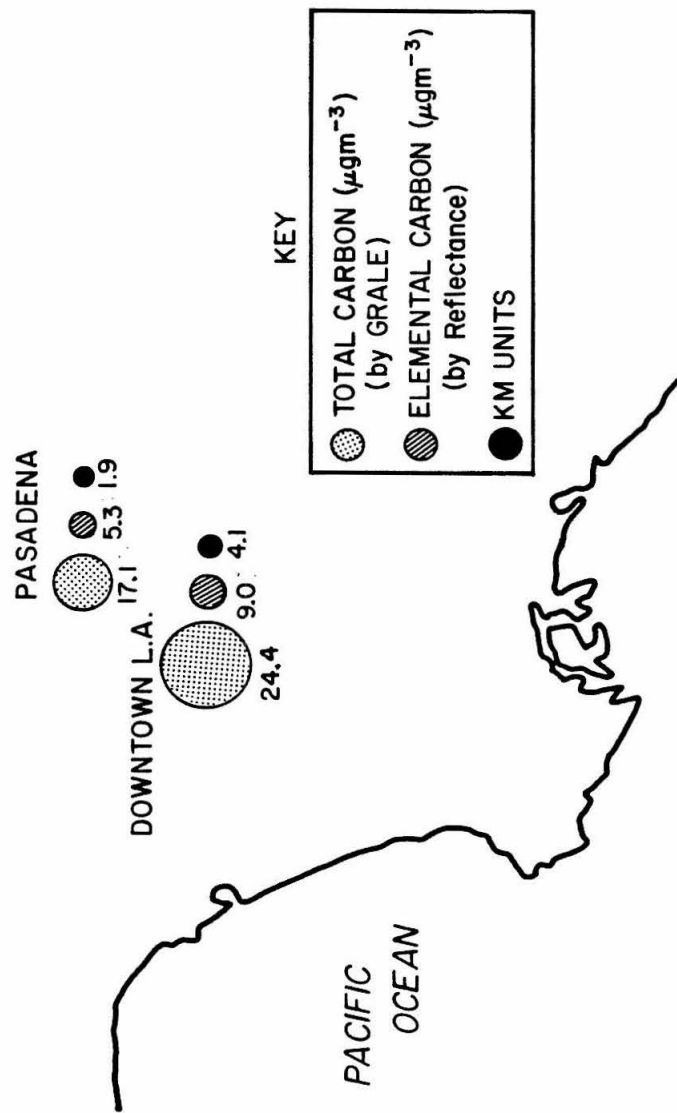 PASADENA
17.1
5.3
1.9
DOWNTOWN L.A.
24.4
9.0
4.1
KEY
TOTAL CARBON (μgm⁻³)
(by GRALE)
ELEMENTAL CARBON (μgm⁻³)
(by Reflectance)
KM UNITS
PACIFIC
OCEAN